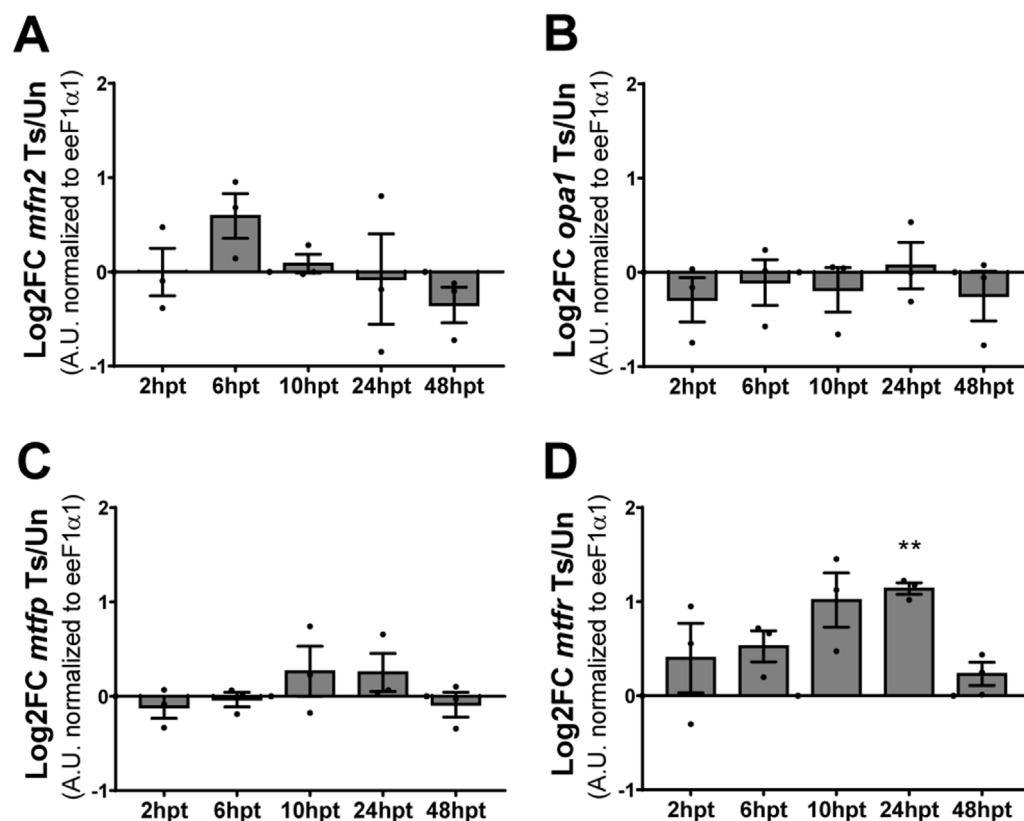 A
Log2FC mfn2 Ts/Un
(A.U. normalized to eeF1α1)
2
1
0
-1
2hpt 6hpt 10hpt 24hpt 48hpt
B
Log2FC opa1 Ts/Un
(A.U. normalized to eeF1α1)
2
1
0
-1
2hpt 6hpt 10hpt 24hpt 48hpt
C
Log2FC mtfp Ts/Un
(A.U. normalized to eeF1α1)
2
1
0
-1
2hpt 6hpt 10hpt 24hpt 48hpt
D
Log2FC mtfr Ts/Un
(A.U. normalized to eeF1α1)
2
1
0
-1
**
2hpt 6hpt 10hpt 24hpt 48hpt